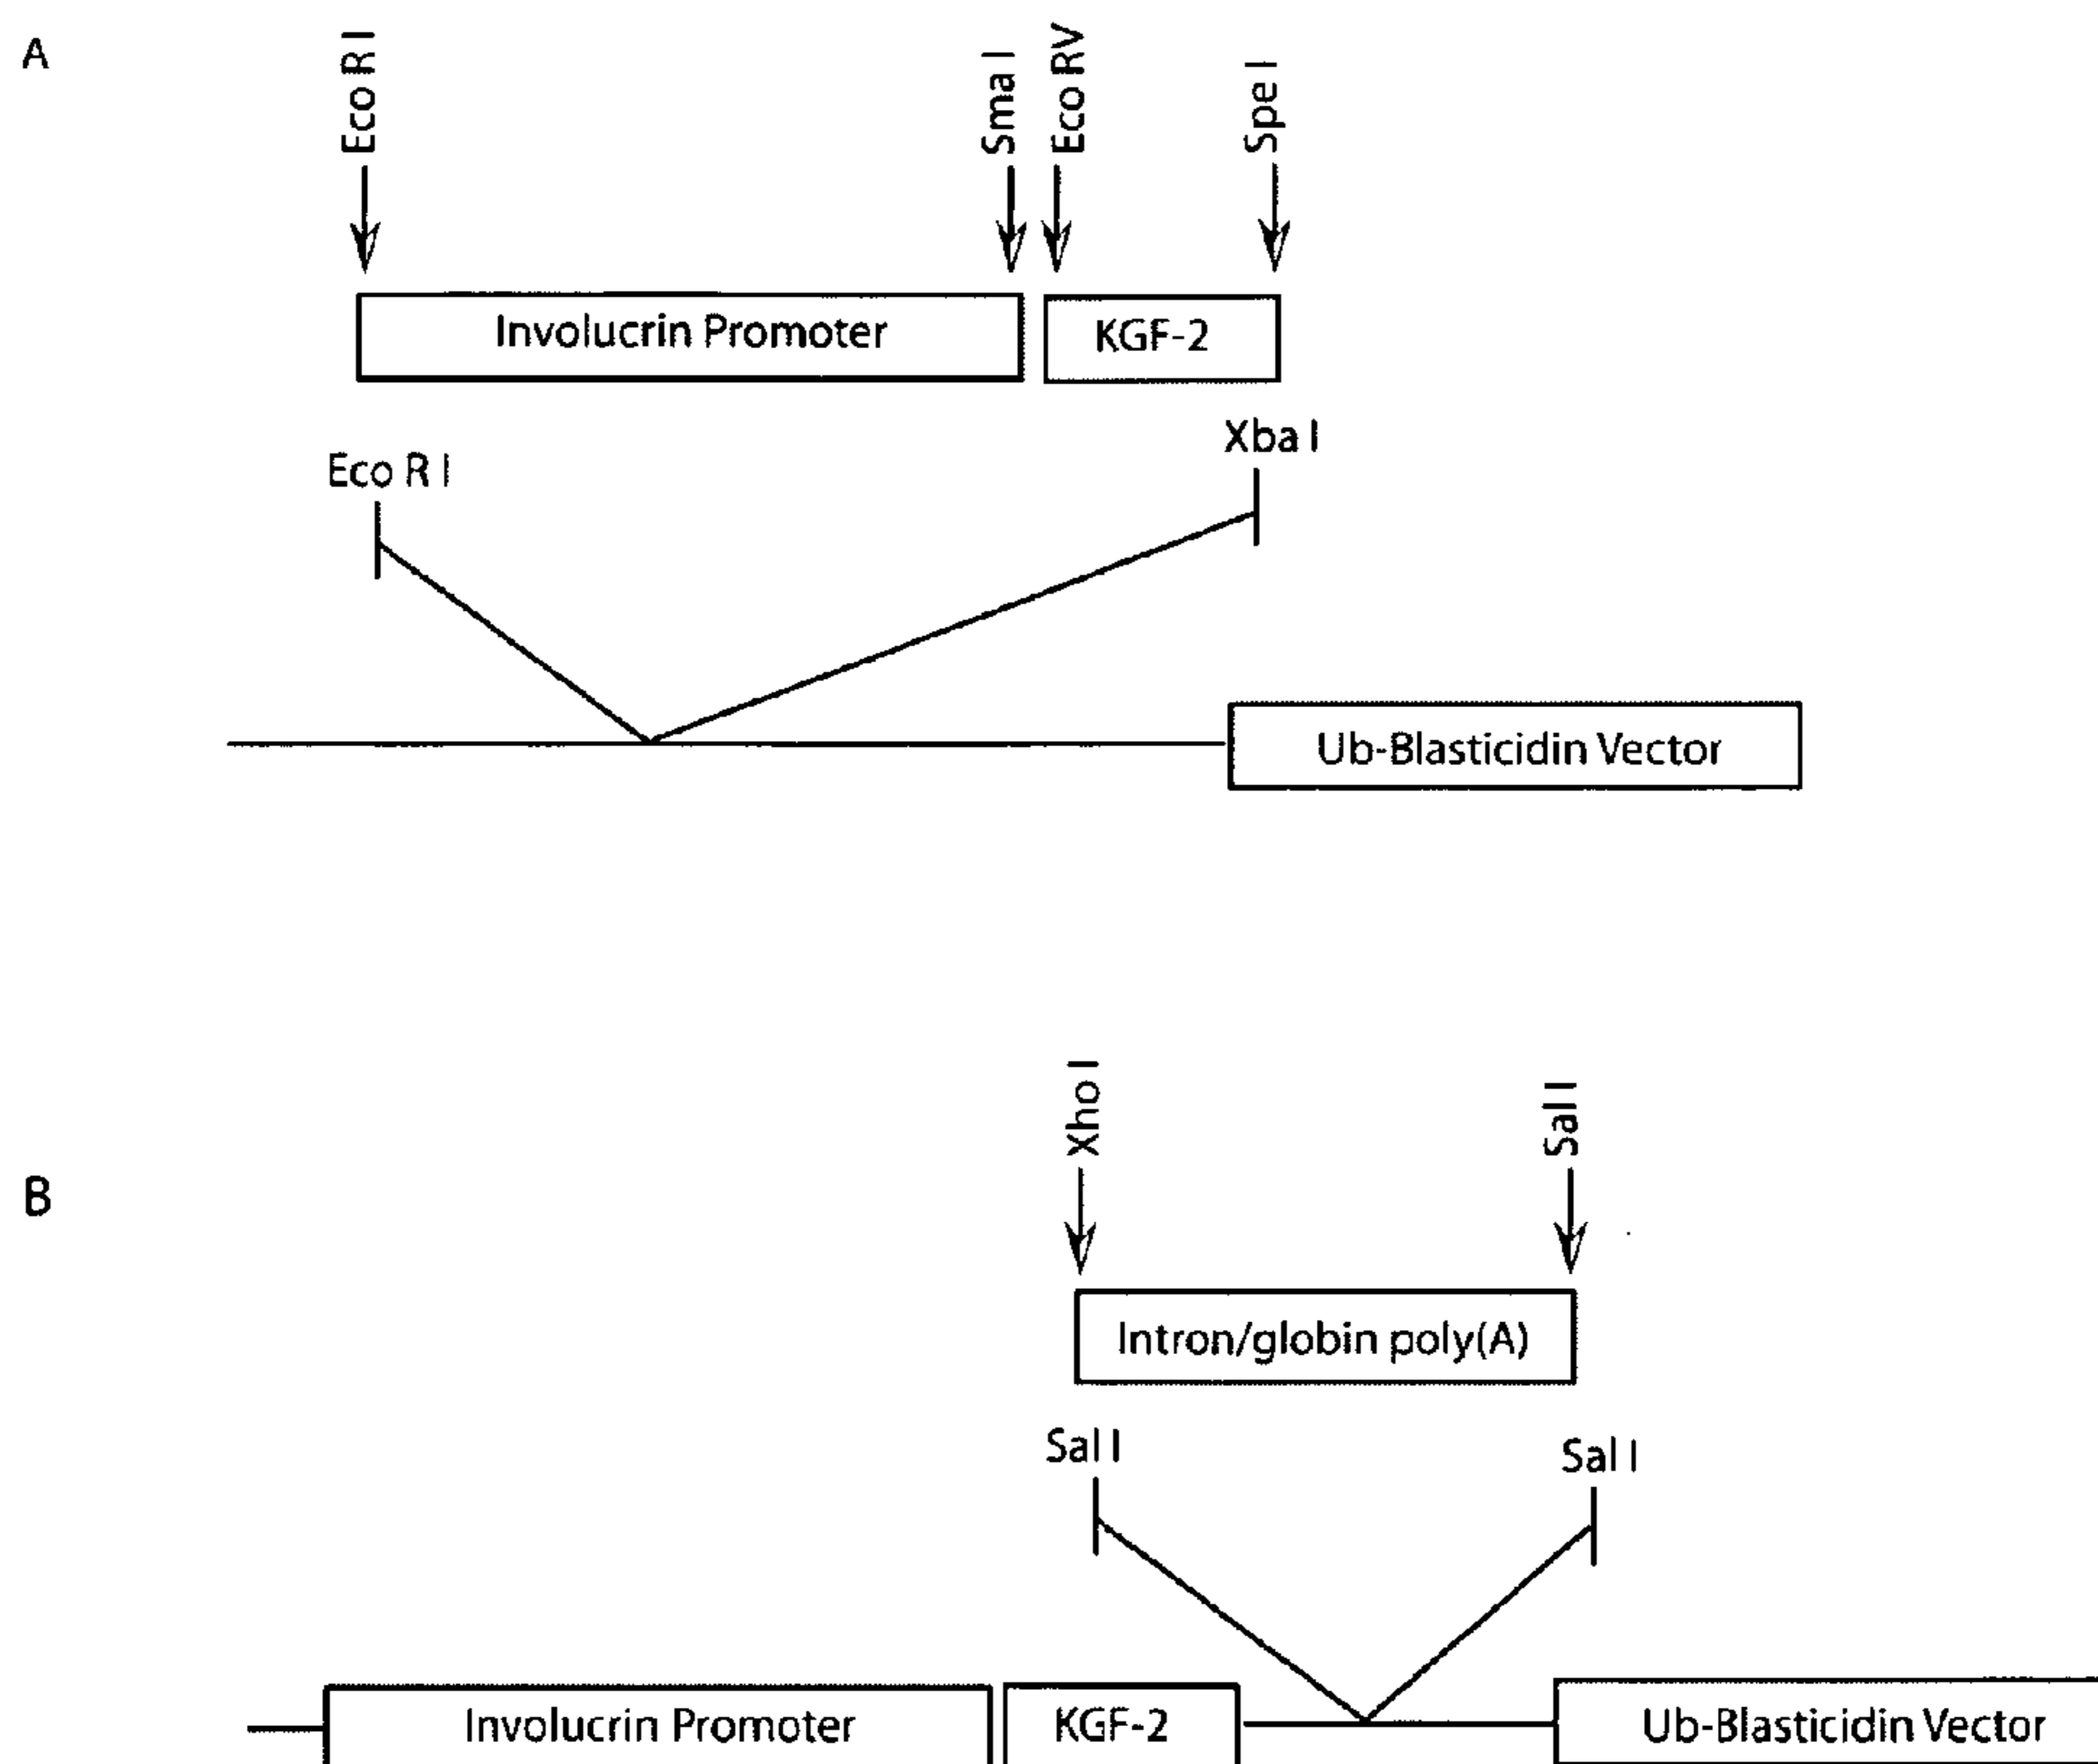 A
Eco R I
Sma I
Eco RV
Spe I
Involucrin Promoter
KGF-2
Eco R I
Xba I
Ub-Blasticidin Vector
B
Xho I
Sal I
Intron/globin poly(A)
Sal I
Sal I
Involucrin Promoter
KGF-2
Ub-Blasticidin Vector